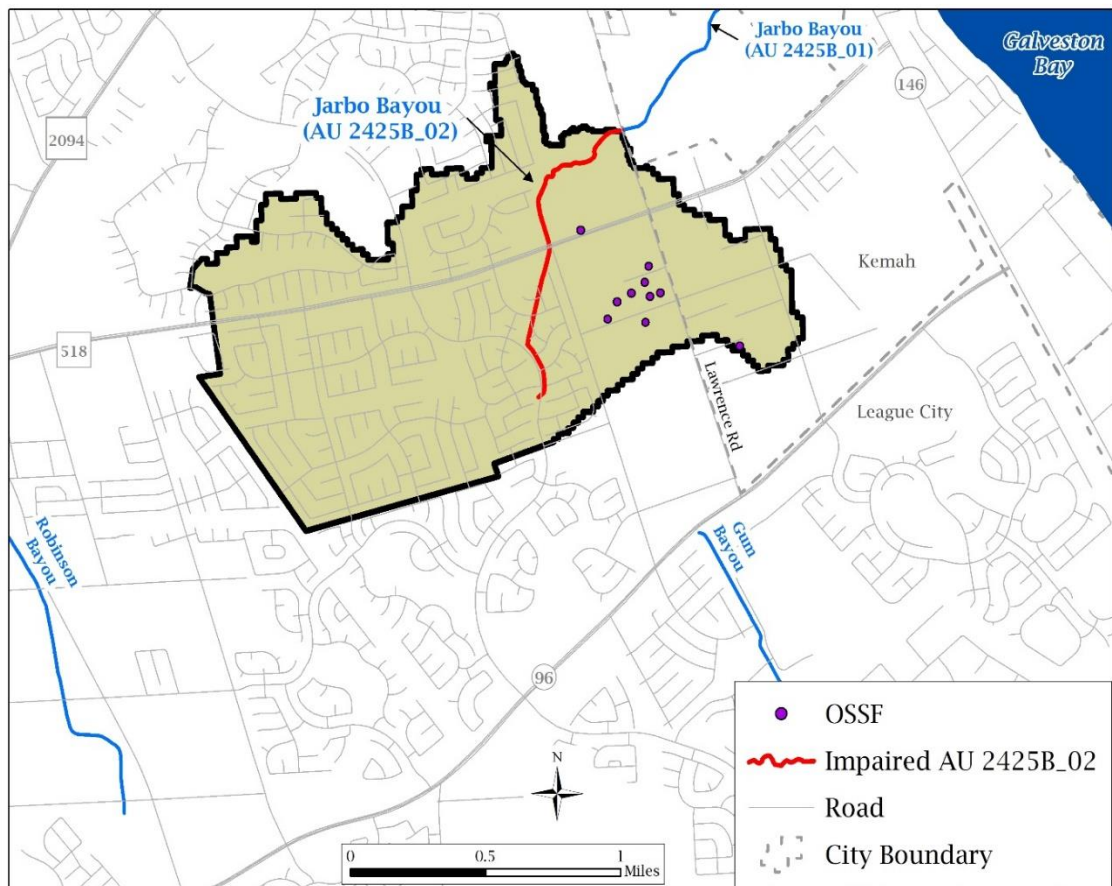 Jarbo Bayou
(AU 2425B_01)
Galveston
Bay
146
Jarbo Bayou
(AU 2425B_02)
2094
Kemah
518
Lawrence Rd
League City
Robinson
Bayou
Gum
Bayou
96
N
0 0.5 1
Miles
OSSF
Impaired AU 2425B_02
Road
City Boundary